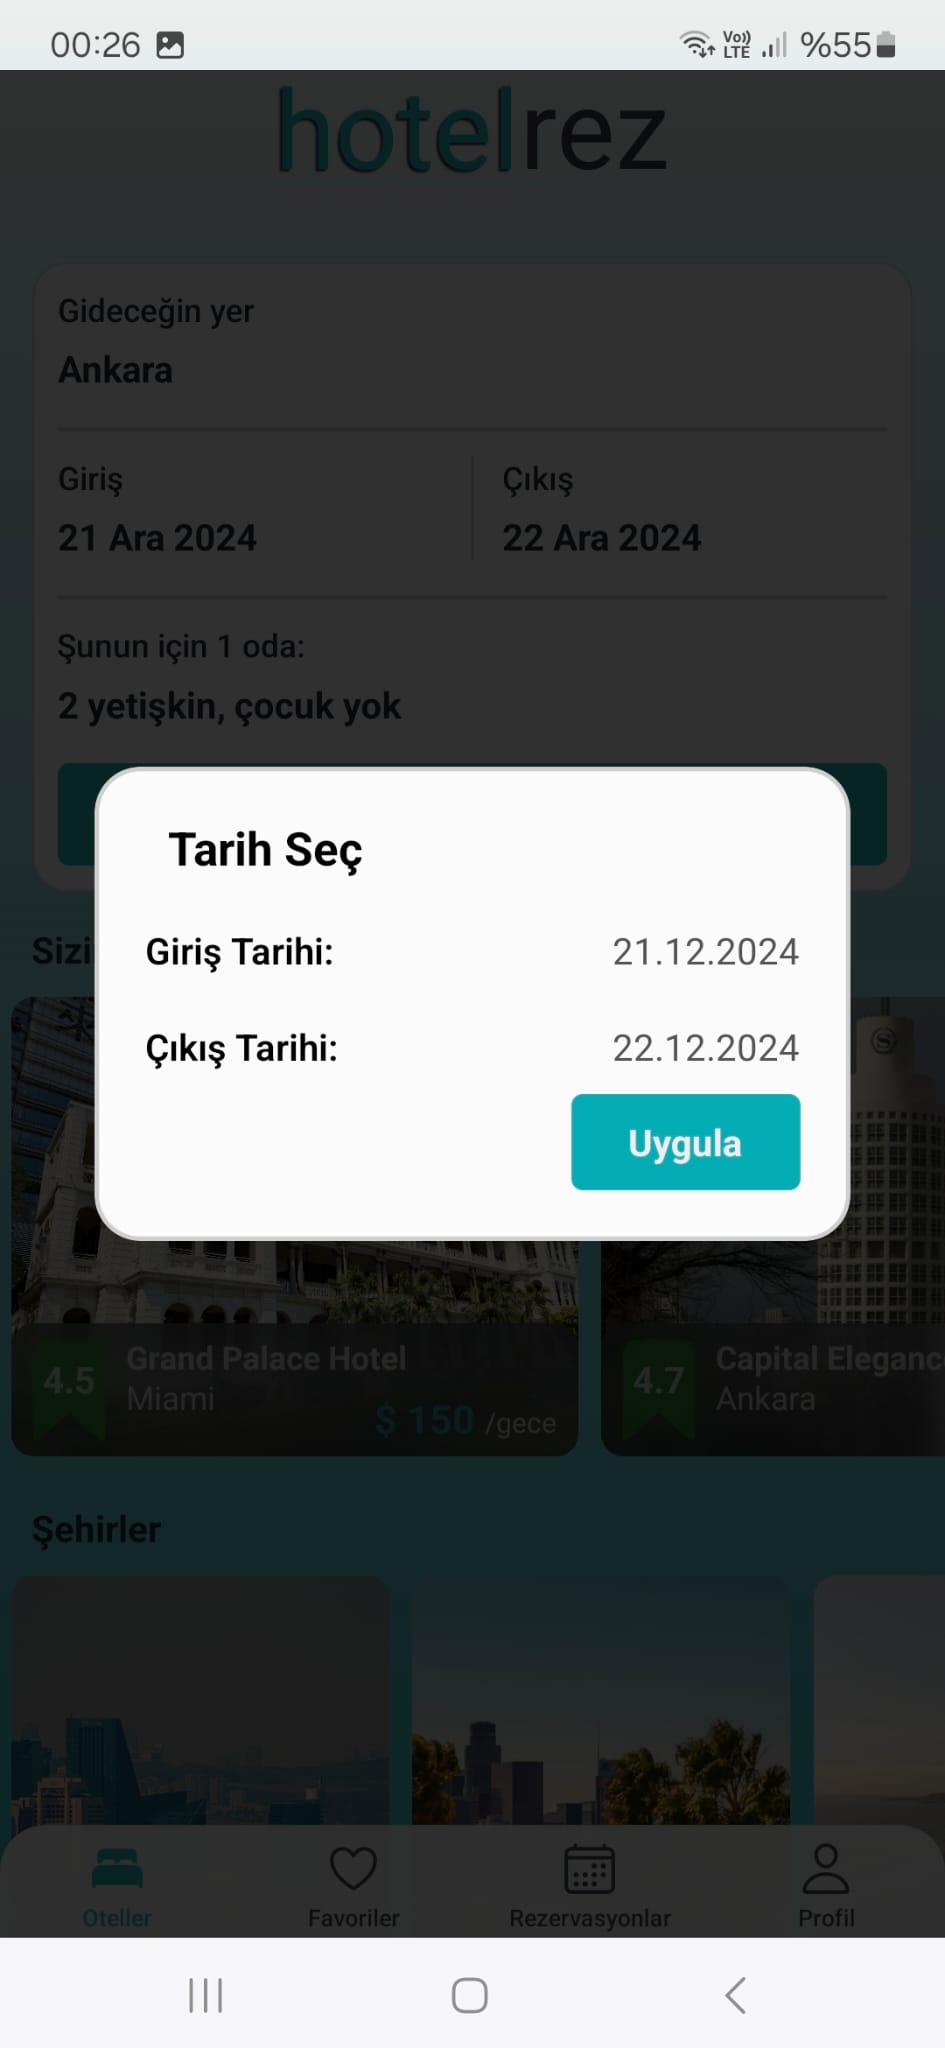 00:26
Vo))
LTE
%55
hotelrez
Gideceğin yer
Ankara
Giriş
Çıkış
21 Ara 2024
22 Ara 2024
Şunun için 1 oda:
2 yetişkin, çocuk yok
Tarih Seç
Sizi
Giriş Tarihi:
21.12.2024
Çıkış Tarihi:
22.12.2024
Uygula
4.5
Grand Palace Hotel
Miami
$ 150 /gece
4.7
Capital Eleganc
Ankara
Şehirler
Oteller
Favoriler
Rezervasyonlar
Profil